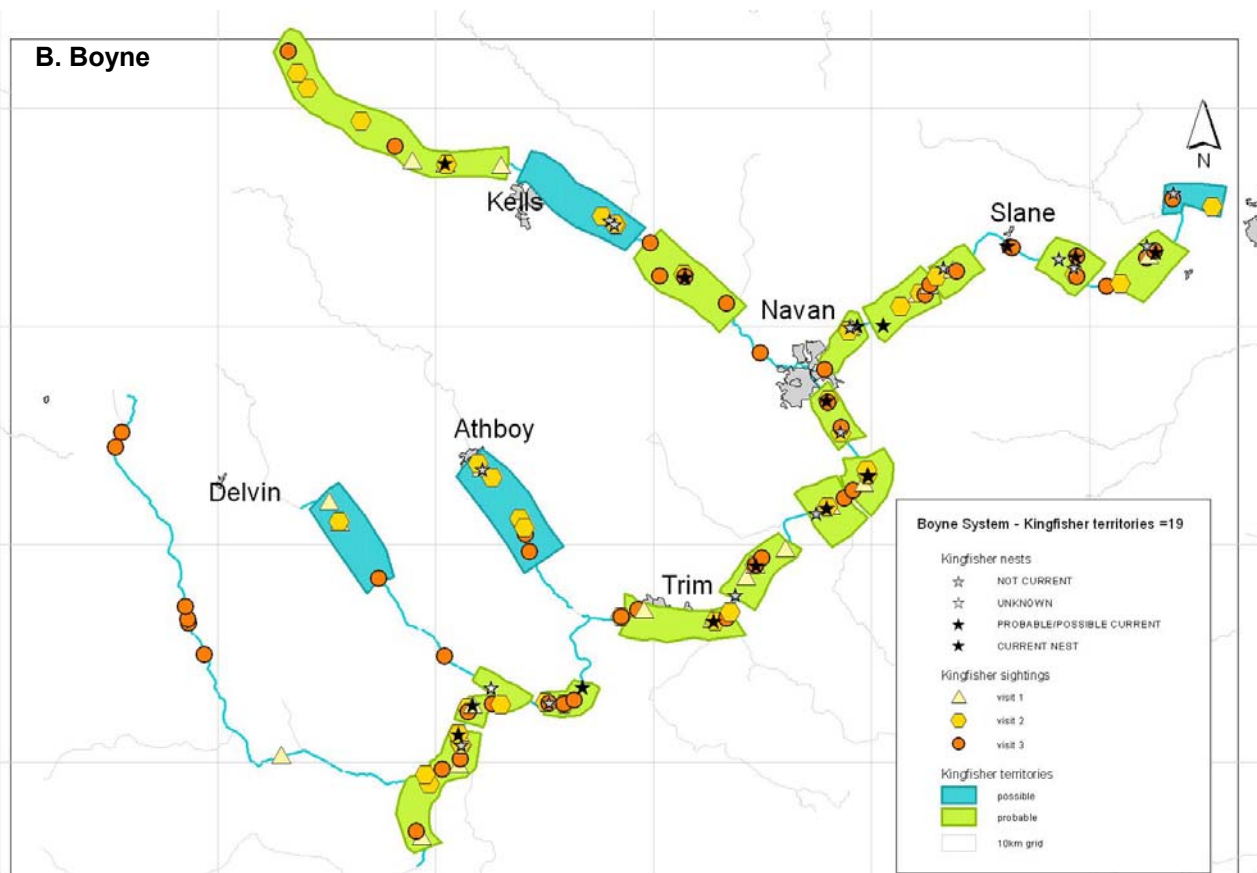 B. Boyne
N
Kells
Slane
Navan
Athboy
Delvin
Trim
Boyne System - Kingfisher territories =19
Kingfisher nests
NOT CURRENT
UNKNOWN
PROBABLE/POSSIBLE CURRENT
CURRENT NEST
Kingfisher sightings
visit 1
visit 2
visit 3
Kingfisher territories
possible
probable
10km grid